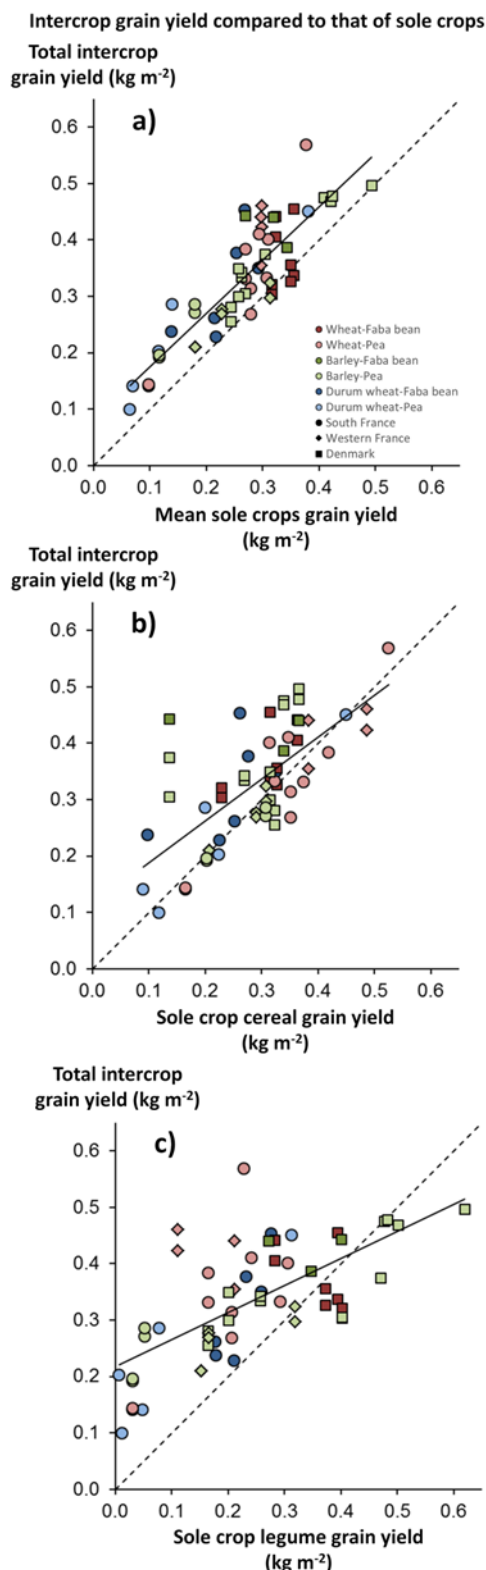 Intercrop grain yield compared to that of sole crops
Total intercrop
grain yield (kg m-2)
a)
0.6
0.5
0.4
0.3
0.2
0.1
0.0
Wheat-Faba bean
Wheat-Pea
Barley-Faba bean
Barley-Pea
Durum wheat-Faba bean
Durum wheat-Pea
South France
Western France
Denmark
0.0 0.1 0.2 0.3 0.4 0.5 0.6
Mean sole crops grain yield
(kg m-2)
Total intercrop
grain yield (kg m-2)
b)
0.6
0.5
0.4
0.3
0.2
0.1
0.0
0.0 0.1 0.2 0.3 0.4 0.5 0.6
Sole crop cereal grain yield
(kg m-2)
Total intercrop
grain yield (kg m-2)
c)
0.6
0.5
0.4
0.3
0.2
0.1
0.0
0.0 0.1 0.2 0.3 0.4 0.5 0.6
Sole crop legume grain yield
(kg m-2)